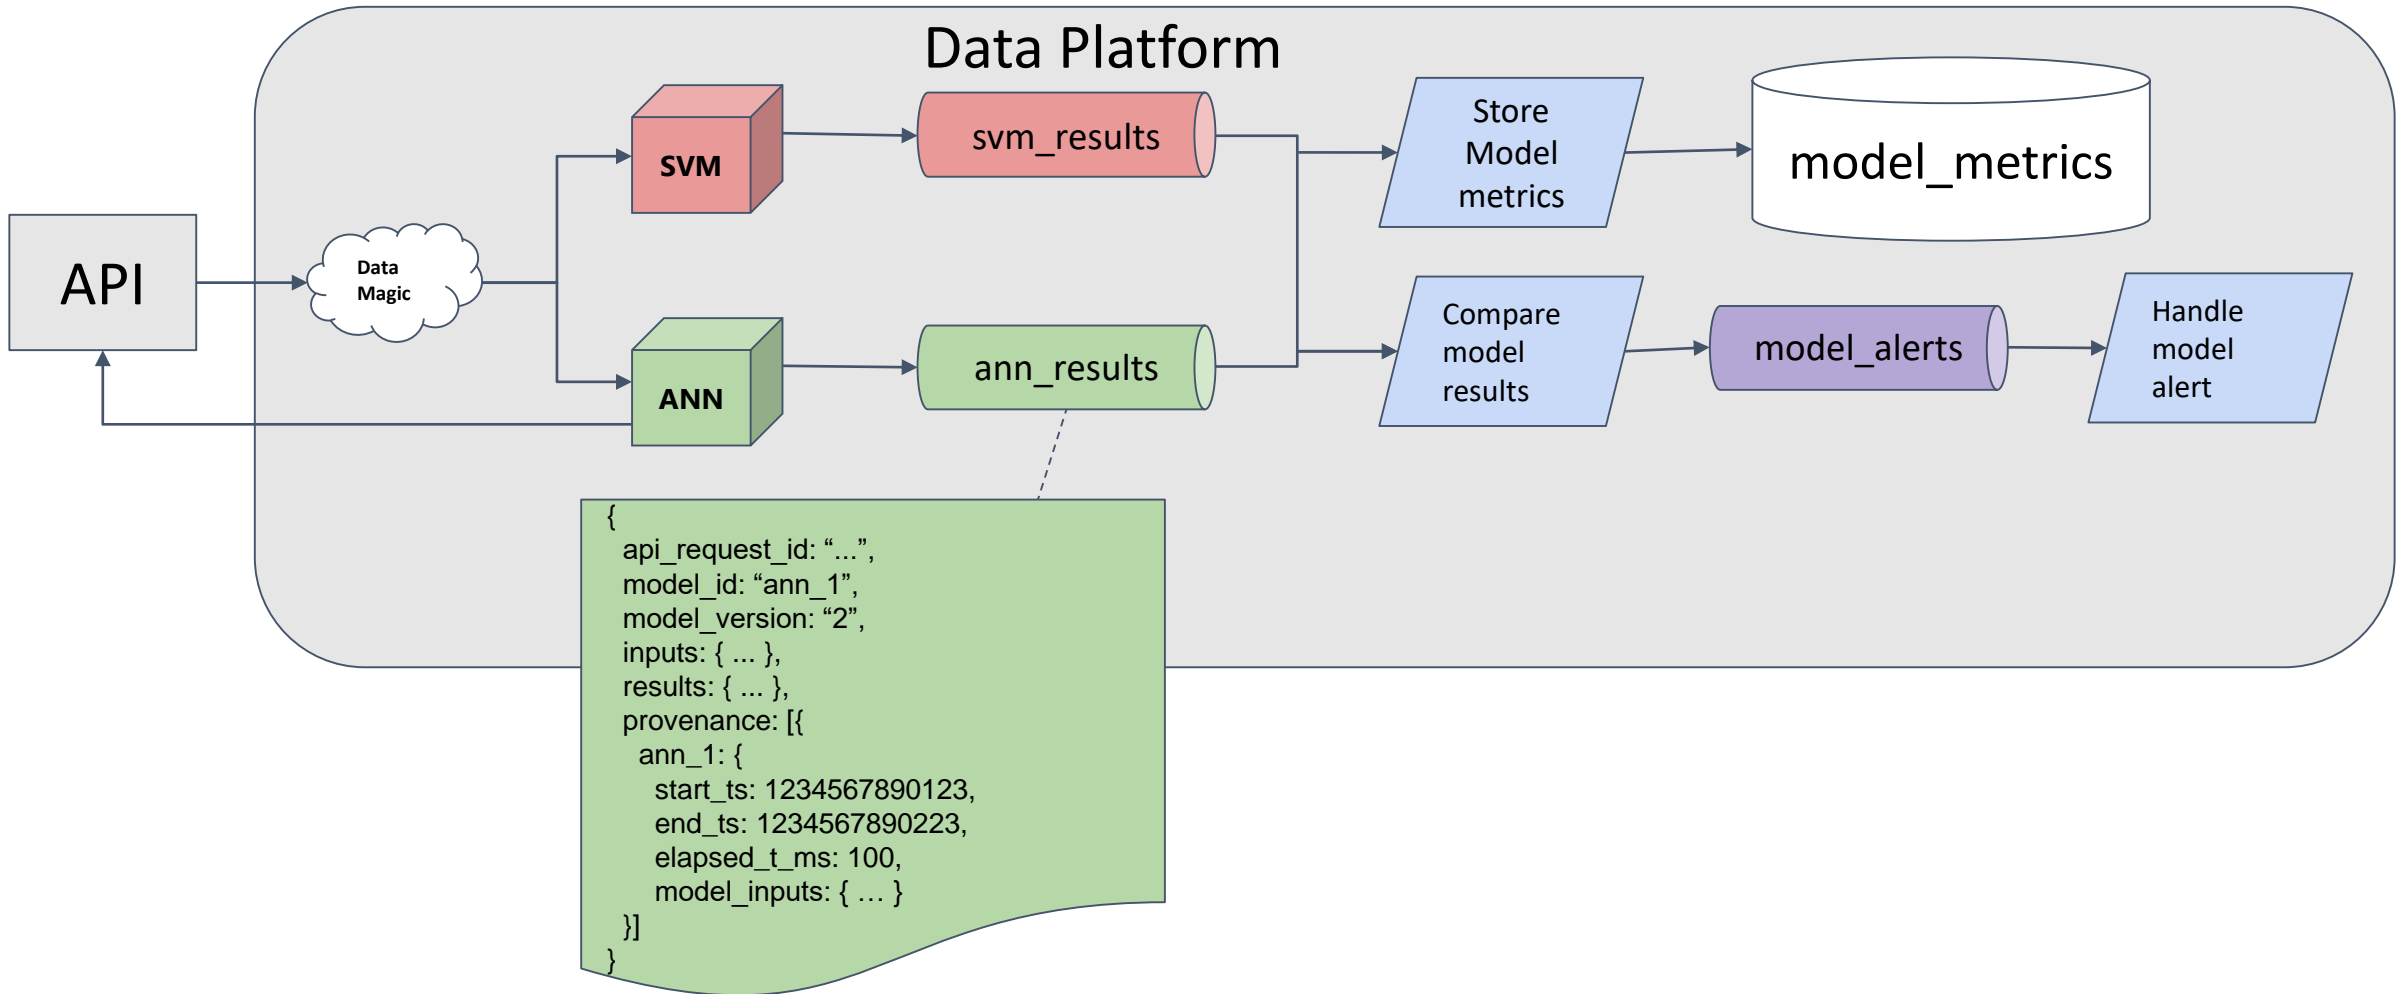 Data Platform
API
Data
Magic
SVM
svm_results
Store
Model
metrics
model_metrics
ANN
ann_results
Compare
model
results
model_alerts
Handle
model
alert
{
api_request_id: “...”,
model_id: “ann_1”,
model_version: “2”,
inputs: { ... },
results: { ... },
provenance: [{
ann_1: {
start_ts: 1234567890123,
end_ts: 1234567890223,
elapsed_t_ms: 100,
model_inputs: { … }
}]
}